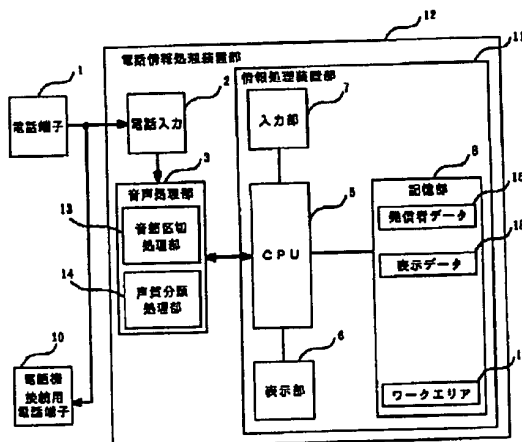 12
電話情報処理装置部
11
情報処理装置部
1
電話端子
2
電話入力
7
入力部
3
音声処理部
13
音節区切
処理部
14
声質分類
処理部
5
CPU
8
記憶部
発信者データ
表示データ
ワークエリア
6
表示部
10
電話機
接続用
電話端子